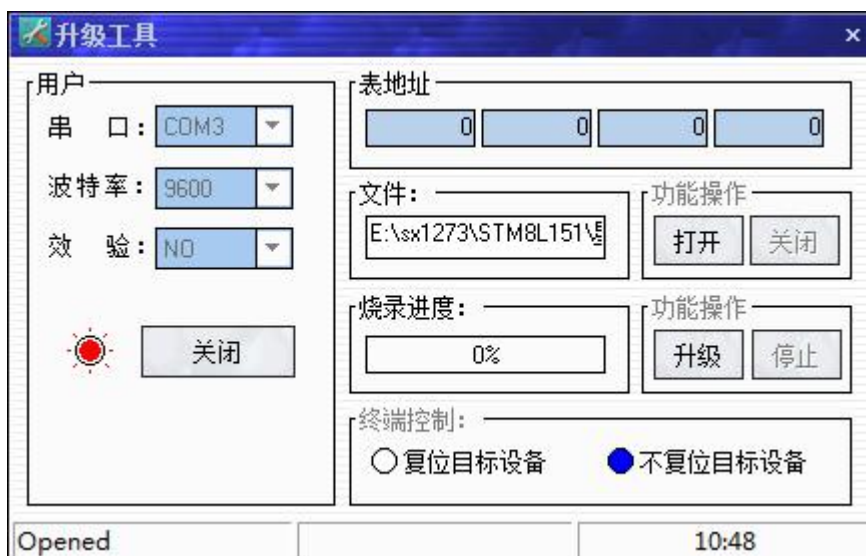 升级工具
用户
串 口: COM3
波特率: 9600
效 验: NO
关闭
表地址
0 0 0 0
文件:
E:\sx1273\STM8L151\
功能操作
打开 关闭
烧录进度:
0%
功能操作
升级 停止
终端控制:
复位目标设备 不复位目标设备
Opened 10:48